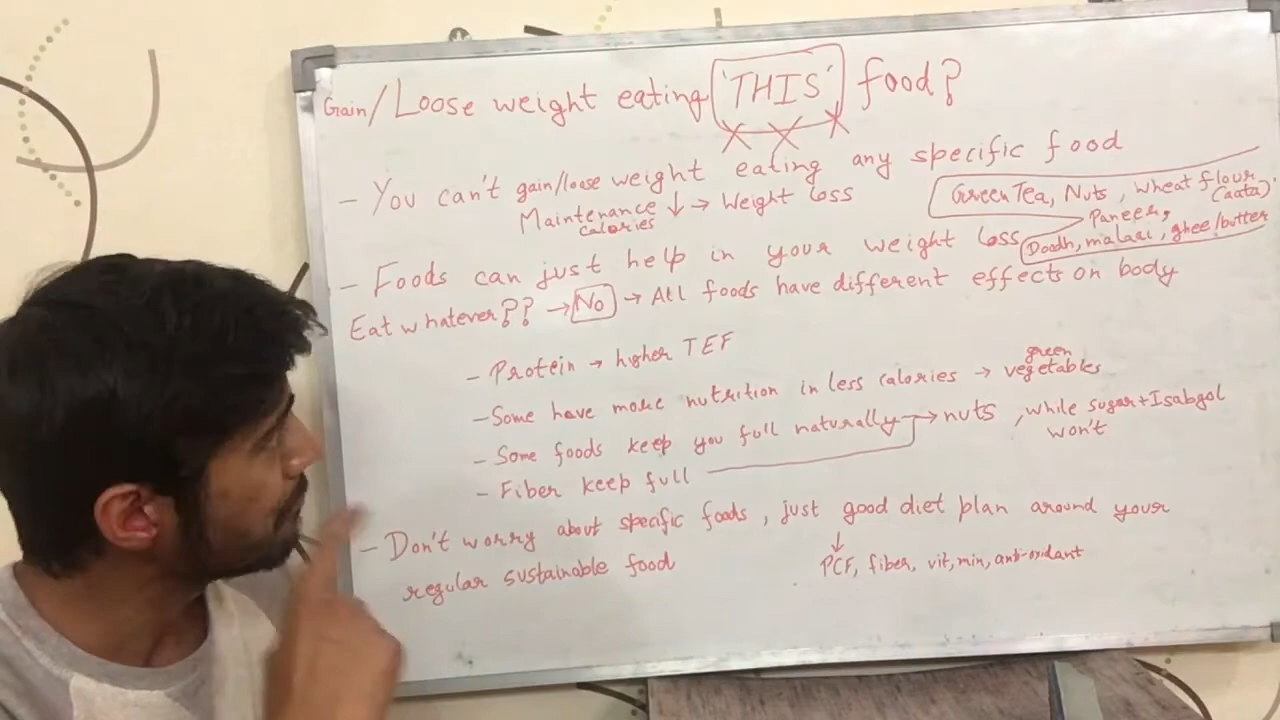 Gain/Loose weight eating 'THIS' food?
- You can't gain/loose weight eating any specific food
Maintenance calories ↓ → Weight loss
Green Tea, Nuts, wheat flour (aata)
Paneer,
Doodh, malaai, ghee/butter
- Foods can just help in your weight loss
Eat whatever?? → No → All foods have different effects on body
- Protein → higher TEF
- Some have more nutrition in less calories → green vegetables
- Some foods keep you full naturally → nuts, while sugar+Isabgol won't
- Fiber keep full
- Don't worry about specific foods, just good diet plan around your
regular sustainable food
↓
PCF, fiber, vit, min, anti-oxidant